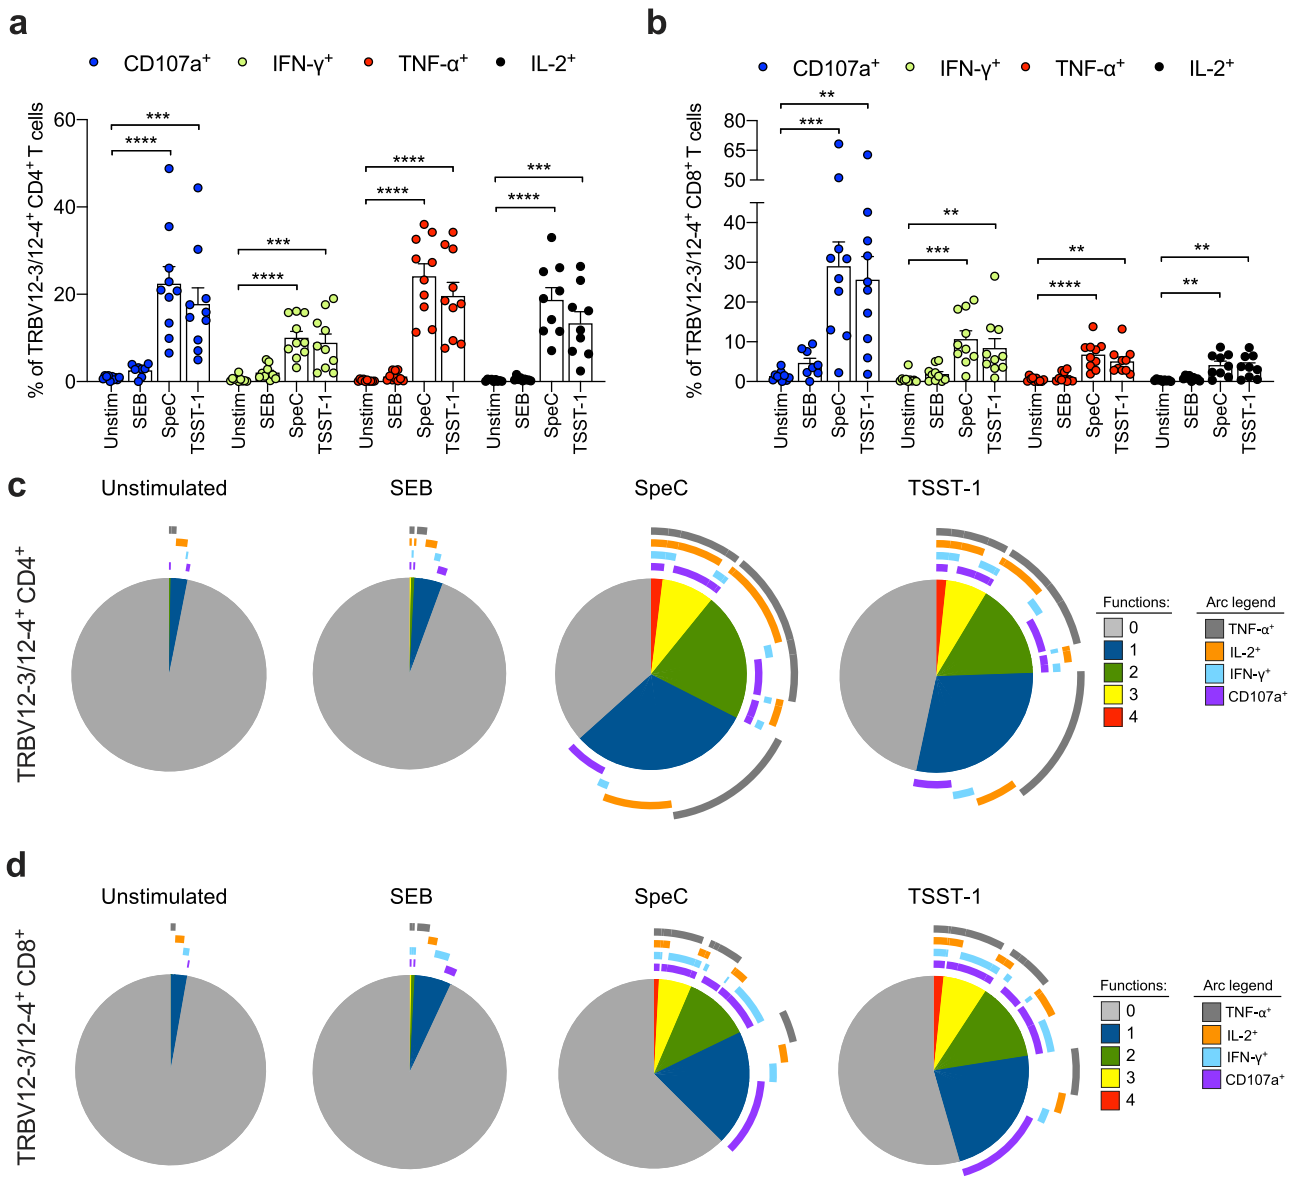 a
CD107a⁺ IFN-γ⁺ TNF-α⁺ IL-2⁺
% of TRBV12-3/12-4⁺ CD4⁺ T cells
60
40
20
0
**** *** **** *** **** **** **** ***
Unstim SEB SpeC TSST-1 Unstim SEB SpeC TSST-1 Unstim SEB SpeC TSST-1 Unstim SEB SpeC TSST-1
b
CD107a⁺ IFN-γ⁺ TNF-α⁺ IL-2⁺
% of TRBV12-3/12-4⁺ CD8⁺ T cells
80
65
50
40
30
20
10
0
*** ** *** ** **** ** ** **
Unstim SEB SpeC TSST-1 Unstim SEB SpeC TSST-1 Unstim SEB SpeC TSST-1 Unstim SEB SpeC TSST-1
c
Unstimulated SEB SpeC TSST-1
TRBV12-3/12-4⁺ CD4⁺
Functions:
0
1
2
3
4
Arc legend
TNF-α⁺
IL-2⁺
IFN-γ⁺
CD107a⁺
d
Unstimulated SEB SpeC TSST-1
TRBV12-3/12-4⁺ CD8⁺
Functions:
0
1
2
3
4
Arc legend
TNF-α⁺
IL-2⁺
IFN-γ⁺
CD107a⁺